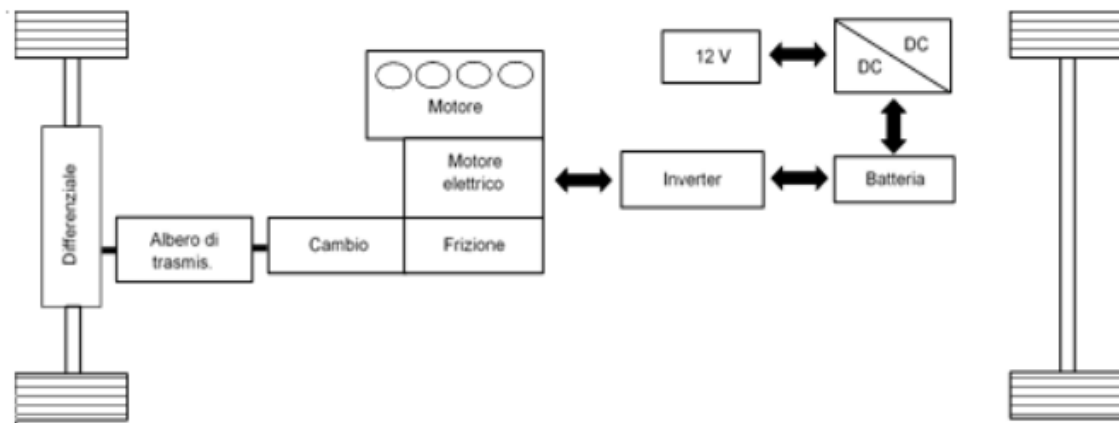 12 V
DC
DC
Motore
Motore
elettrico
Inverter
Batteria
Differenziale
Albero di
trasmis.
Cambio
Frizione